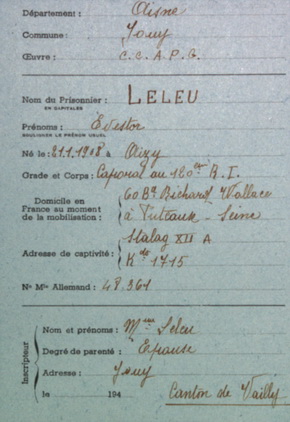 Département : Aisne
Commune : Jouy
Œuvre : C.C.A.P.G.
Nom du Prisonnier : LELEU
EN CAPITALES
Prénoms : Evestor
SOULIGNER LE PRÉNOM USUEL
Né le : 21.1.1908 à Aizy
Grade et Corps : Caporal au 180er R.I.
Domicile en
France au moment
de la mobilisation :
60 Bd Richard Wallace
à Puteaux - Seine
Adresse de captivité :
Stalag XII A
Kdo 1715
No Mle Allemand : 48.361
Inscripteur
Nom et prénoms : Mme Leleu
Degré de parenté : Epouse
Adresse : Jouy
le 194
Canton de Vailly